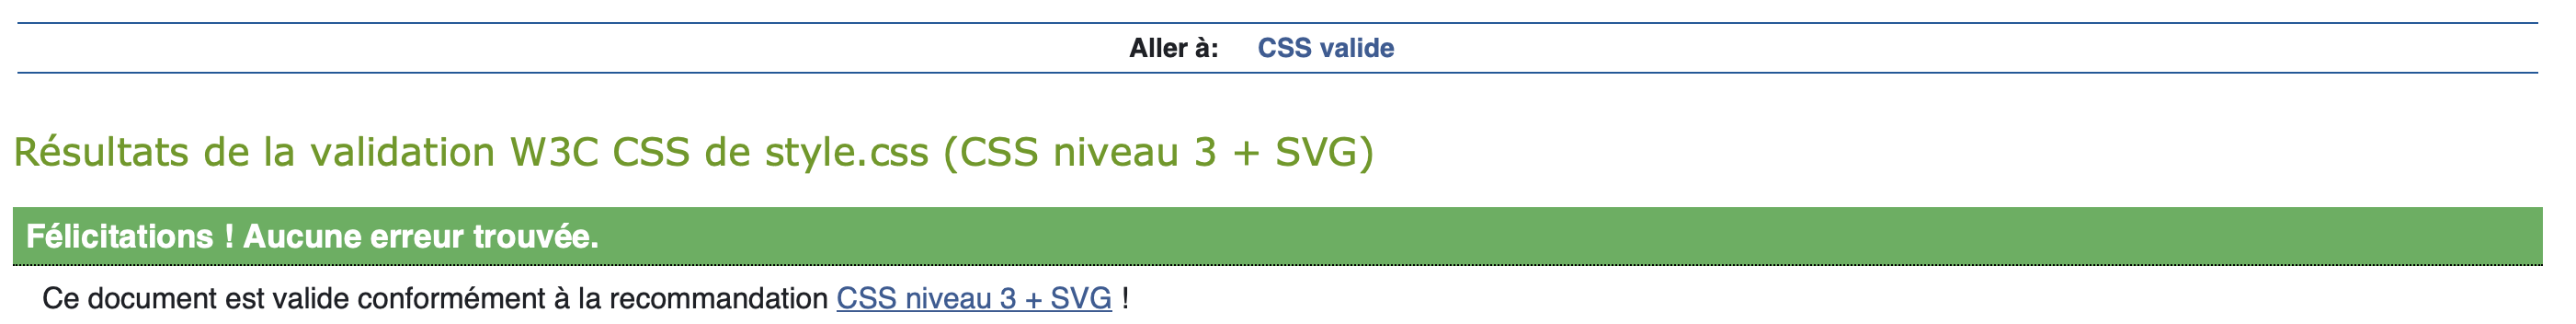 Aller à: CSS valide
Résultats de la validation W3C CSS de style.css (CSS niveau 3 + SVG)
Félicitations ! Aucune erreur trouvée.
Ce document est valide conformément à la recommandation CSS niveau 3 + SVG !